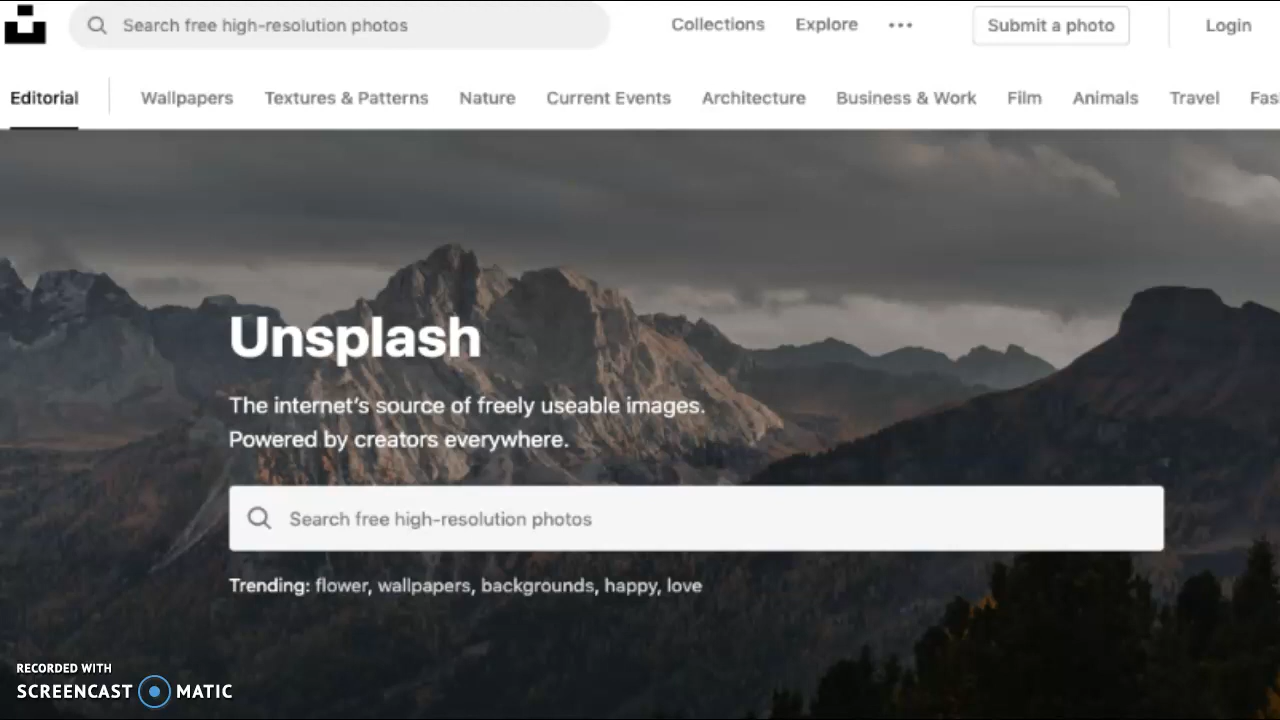 Search free high-resolution photos
Collections
Explore
Submit a photo
Login
Editorial
Wallpapers
Textures & Patterns
Nature
Current Events
Architecture
Business & Work
Film
Animals
Travel
Fas
Unsplash
The internet's source of freely useable images.
Powered by creators everywhere.
Search free high-resolution photos
Trending: flower, wallpapers, backgrounds, happy, love
RECORDED WITH
SCREENCAST MATIC